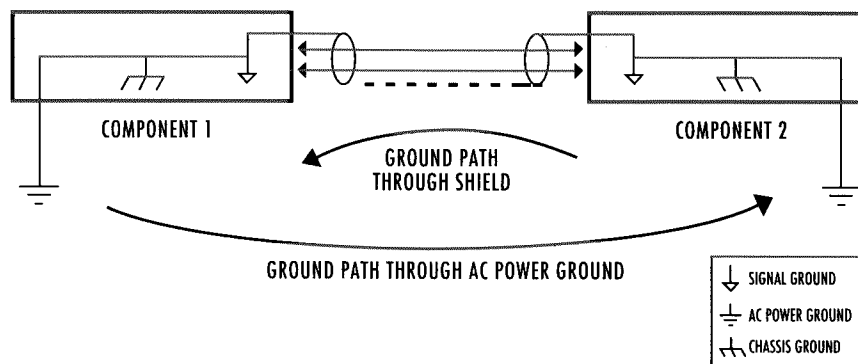 COMPONENT 1
COMPONENT 2
GROUND PATH
THROUGH SHIELD
GROUND PATH THROUGH AC POWER GROUND
SIGNAL GROUND
AC POWER GROUND
CHASSIS GROUND